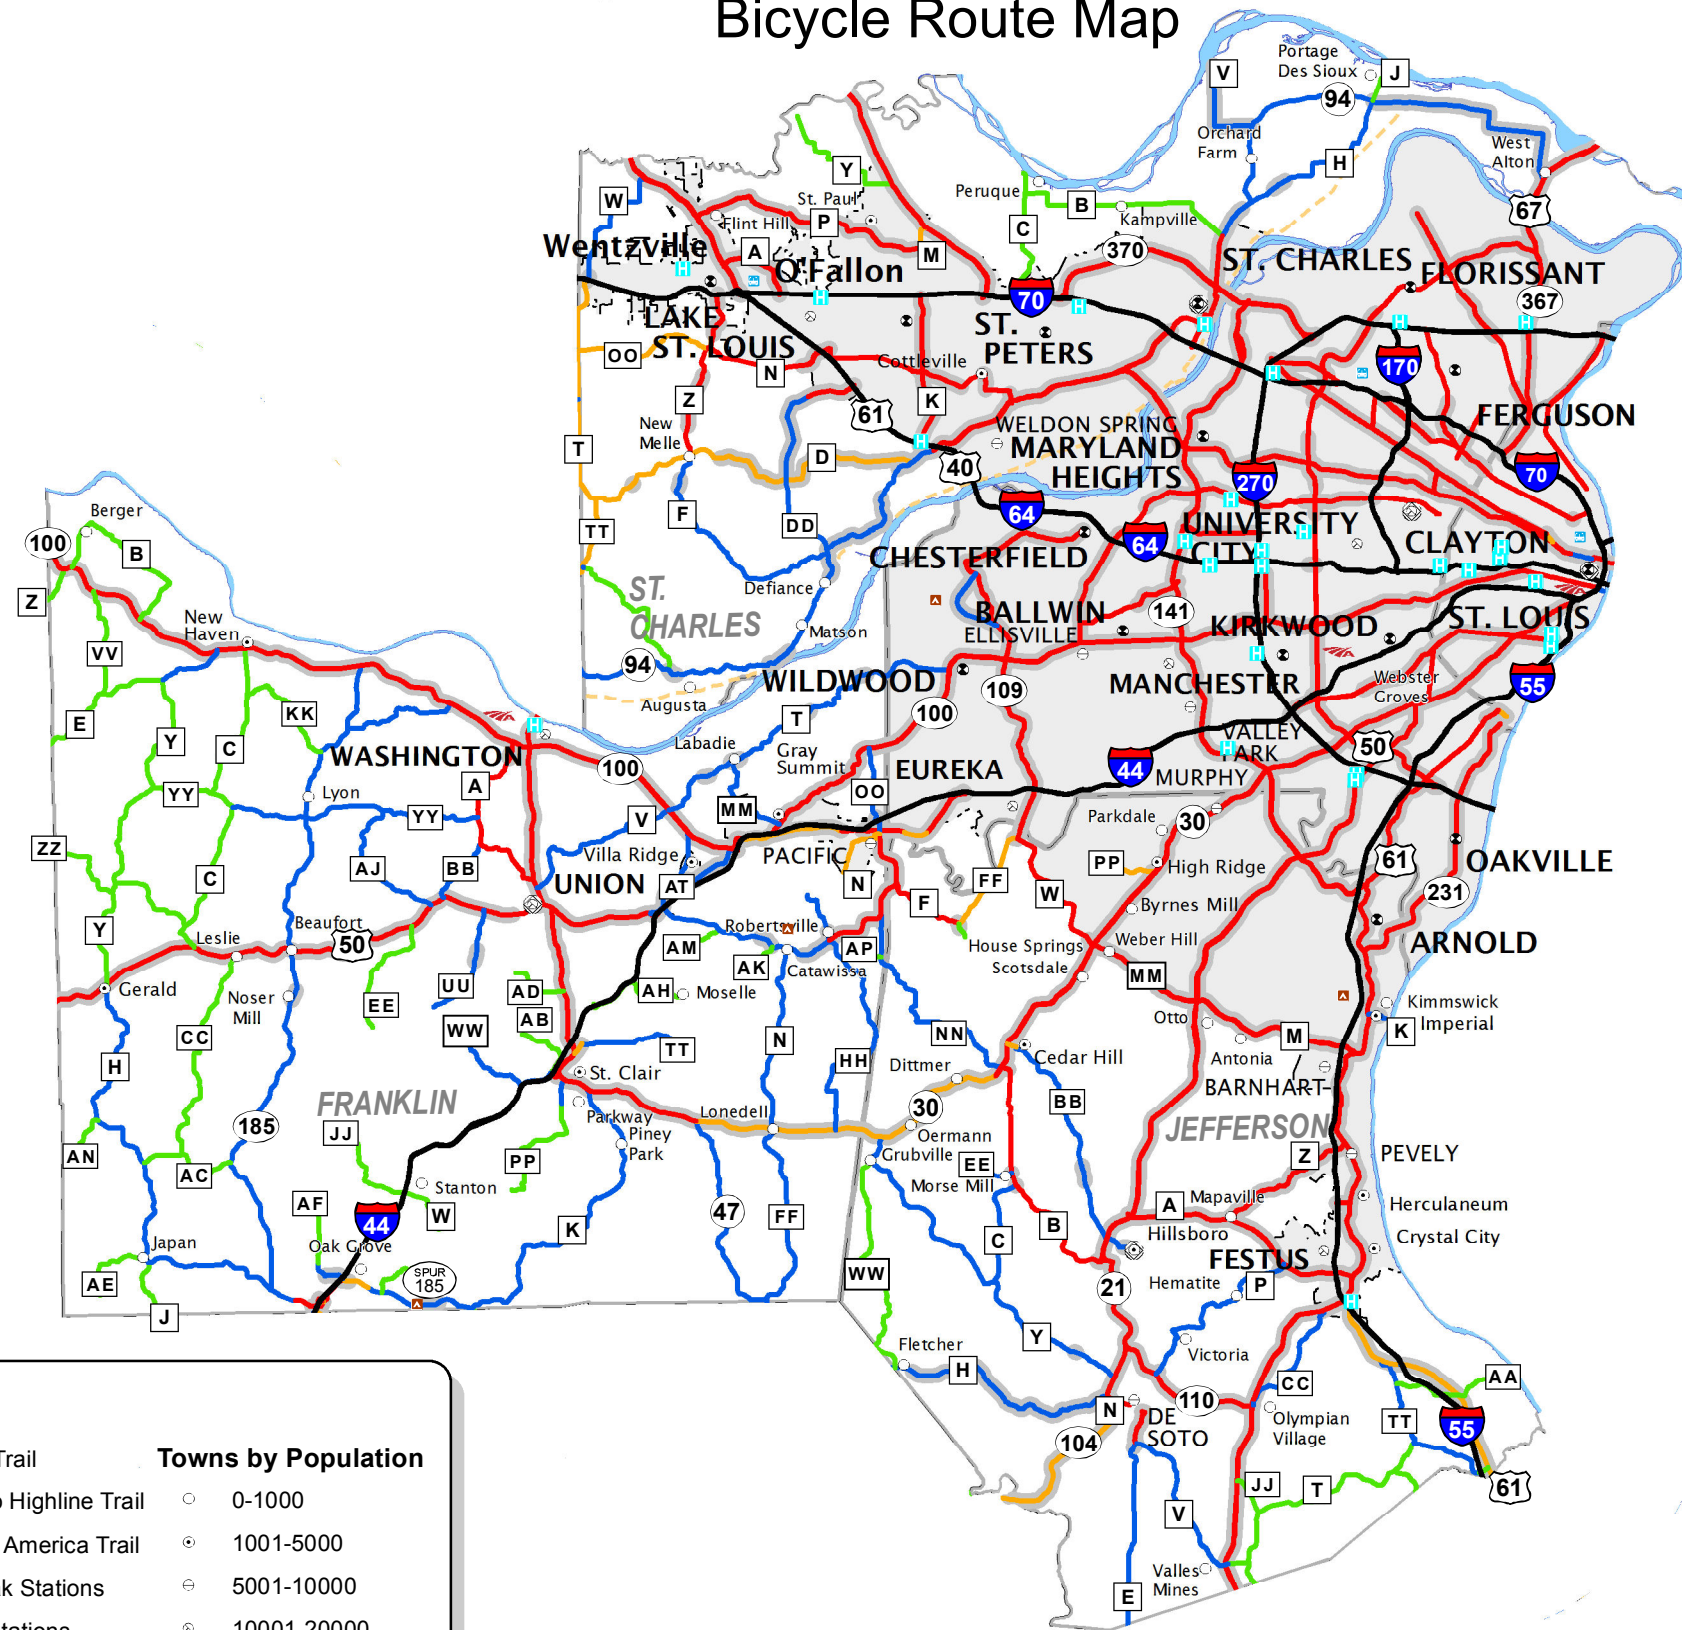 Bicycle Route Map
Portage
Des Sioux
V
J
94
Orchard
Farm
West
Alton
H
Y
W
St. Paul
Peruque
B
Kampville
67
Flint Hill
P
C
Wentzville
A
M
370
O'Fallon
ST. CHARLES
FLORISSANT
70
367
LAKE
ST. LOUIS
ST.
PETERS
OO
N
Cottleville
170
Z
K
61
New
Melle
WELDON SPRING
FERGUSON
T
D
MARYLAND
HEIGHTS
40
270
70
Berger
F
64
TT
DD
UNIVERSITY
CITY
100
B
CHESTERFIELD
64
CLAYTON
Z
ST.
CHARLES
Defiance
BALLWIN
141
New
Haven
Matson
ELLISVILLE
KIRKWOOD
ST. LOUIS
VV
94
WILDWOOD
109
MANCHESTER
Webster
Groves
55
Augusta
E
KK
T
100
Y
C
WASHINGTON
Labadie
VALLEY
PARK
50
100
Gray
Summit
EUREKA
44
MURPHY
YY
Lyon
A
MM
OO
YY
V
Parkdale
30
ZZ
Villa Ridge
PACIFIC
61
OAKVILLE
C
AJ
BB
UNION
AT
N
PP
High Ridge
FF
W
231
Y
Beaufort
F
Byrnes Mill
Leslie
50
Robertsville
House Springs
Weber Hill
ARNOLD
AM
AP
Scotsdale
AK
Catawissa
MM
Gerald
Noser
Mill
UU
AD
AH
Moselle
Kimmswick
EE
AB
Otto
Imperial
K
CC
WW
N
NN
M
H
TT
HH
Cedar Hill
Antonia
Dittmer
St. Clair
BARNHART
FRANKLIN
30
BB
185
JJ
Parkway
Lonedell
JEFFERSON
Piney
Park
Oermann
Grubville
AN
PP
EE
Z
PEVELY
AC
Morse Mill
Stanton
AF
W
47
FF
A
Mapaville
Herculaneum
44
K
C
B
Hillsboro
Crystal City
Japan
Oak Grove
FESTUS
AE
SPUR
185
WW
21
Hematite
P
J
Y
Fletcher
Victoria
H
CC
AA
N
110
DE
SOTO
Olympian
Village
TT
55
104
JJ
T
61
V
Valles
Mines
E
Trail
Towns by Population
Highline Trail
0-1000
America Trail
1001-5000
Stations
5001-10000
10001-20000